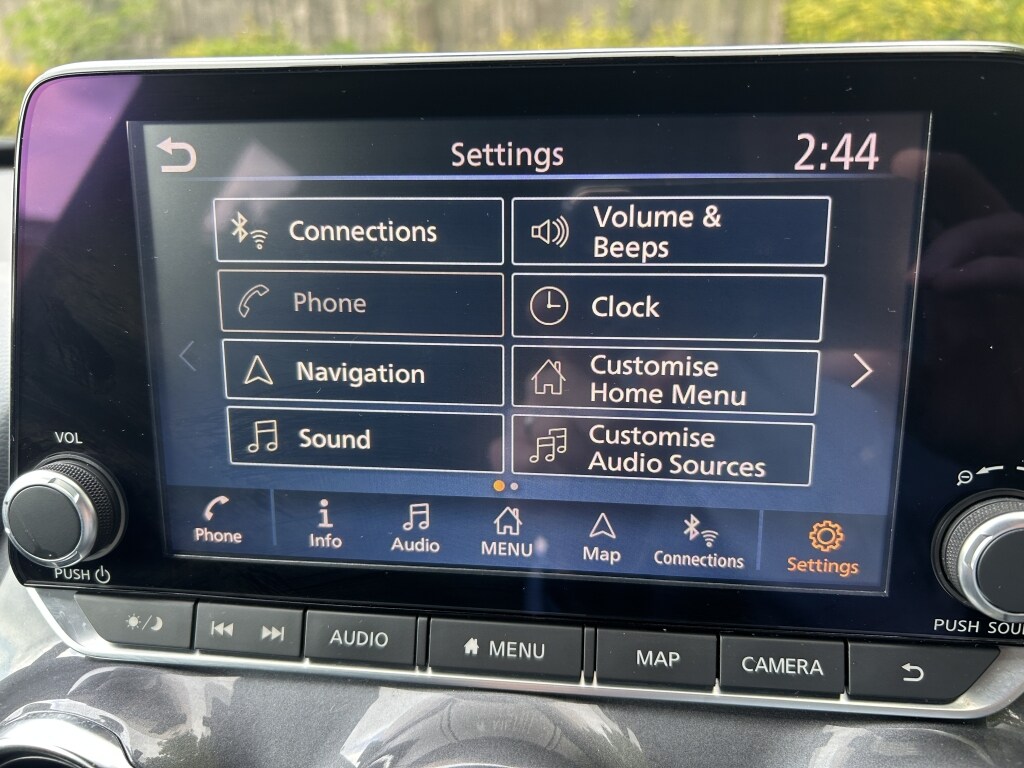 Settings
2:44
Connections
Volume &
Beeps
Phone
Clock
Navigation
Customise
Home Menu
Sound
Customise
Audio Sources
Phone
Info
Audio
MENU
Map
Connections
Settings
VOL
PUSH
PUSH SOU
AUDIO
MENU
MAP
CAMERA